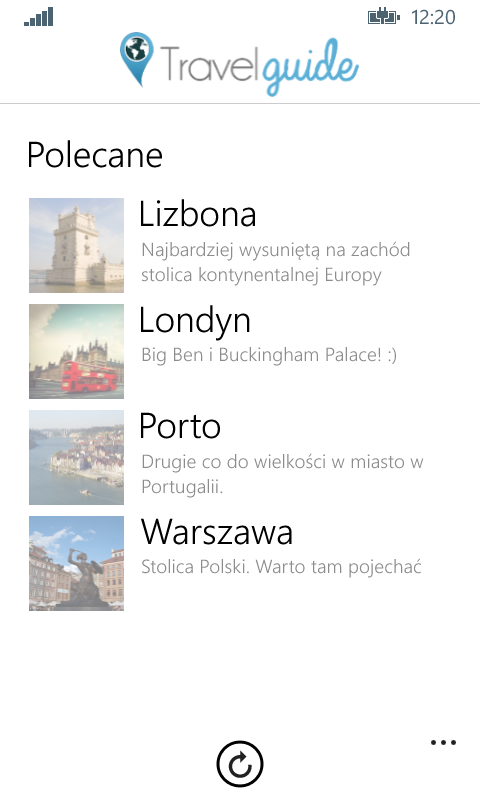 12:20
Travelguide
Polecane
Lizbona
Najbardziej wysuniętą na zachód
stolica kontynentalnej Europy
Londyn
Big Ben i Buckingham Palace! :)
Porto
Drugie co do wielkości w miasto w
Portugalii.
Warszawa
Stolica Polski. Warto tam pojechać